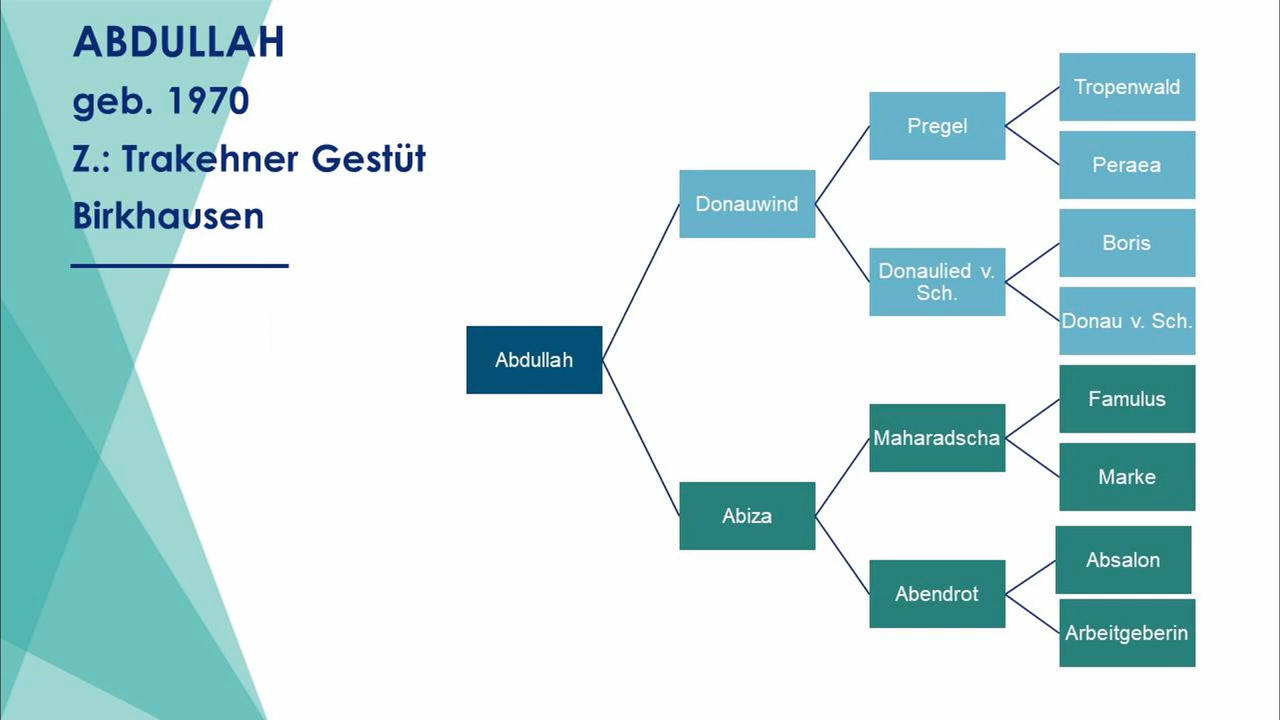 ABDULLAH
geb. 1970
Z.: Trakehner Gestüt
Birkhausen
Abdullah
Donauwind
Abiza
Pregel
Donaulied v.
Sch.
Maharadscha
Abendrot
Tropenwald
Peraea
Boris
Donau v. Sch.
Famulus
Marke
Absalon
Arbeitgeberin